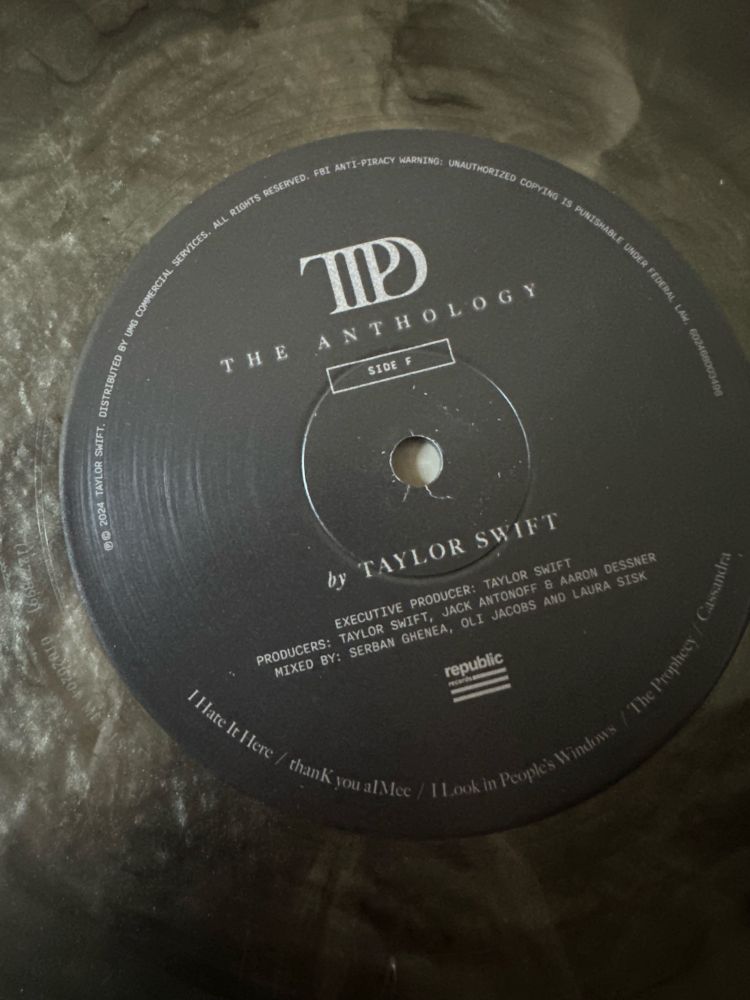 ℗© 2024 TAYLOR SWIFT. DISTRIBUTED BY UMG COMMERCIAL SERVICES. ALL RIGHTS RESERVED. FBI ANTI-PIRACY WARNING: UNAUTHORIZED COPYING IS PUNISHABLE UNDER FEDERAL LAW.
TTPD
THE ANTHOLOGY
SIDE F
by TAYLOR SWIFT
EXECUTIVE PRODUCER: TAYLOR SWIFT
PRODUCERS: TAYLOR SWIFT, JACK ANTONOFF & AARON DESSNER
MIXED BY: SERBAN GHENEA, OLI JACOBS AND LAURA SISK
republic
records
I Hate It Here / thanK you aIMee / I Look in People's Windows / The Prophecy / Cassandra